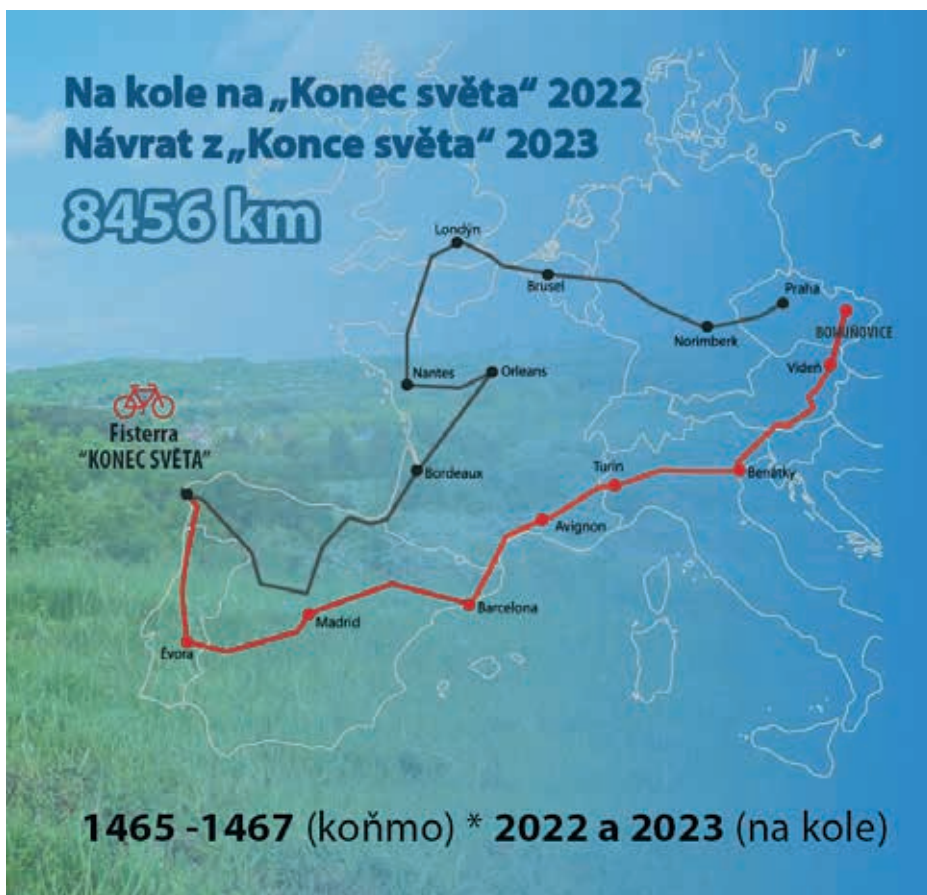 Na kole na „Konec světa“ 2022
Návrat z „Konce světa“ 2023
8456 km
Londýn
Brusel
Praha
Norimberk
BOHUŇOVICE
Vídeň
Nantes
Orleans
Fisterra
"KONEC SVĚTA"
Bordeaux
Turín
Benátky
Avignon
Barcelona
Madrid
Évora
1465 -1467 (koňmo) * 2022 a 2023 (na kole)